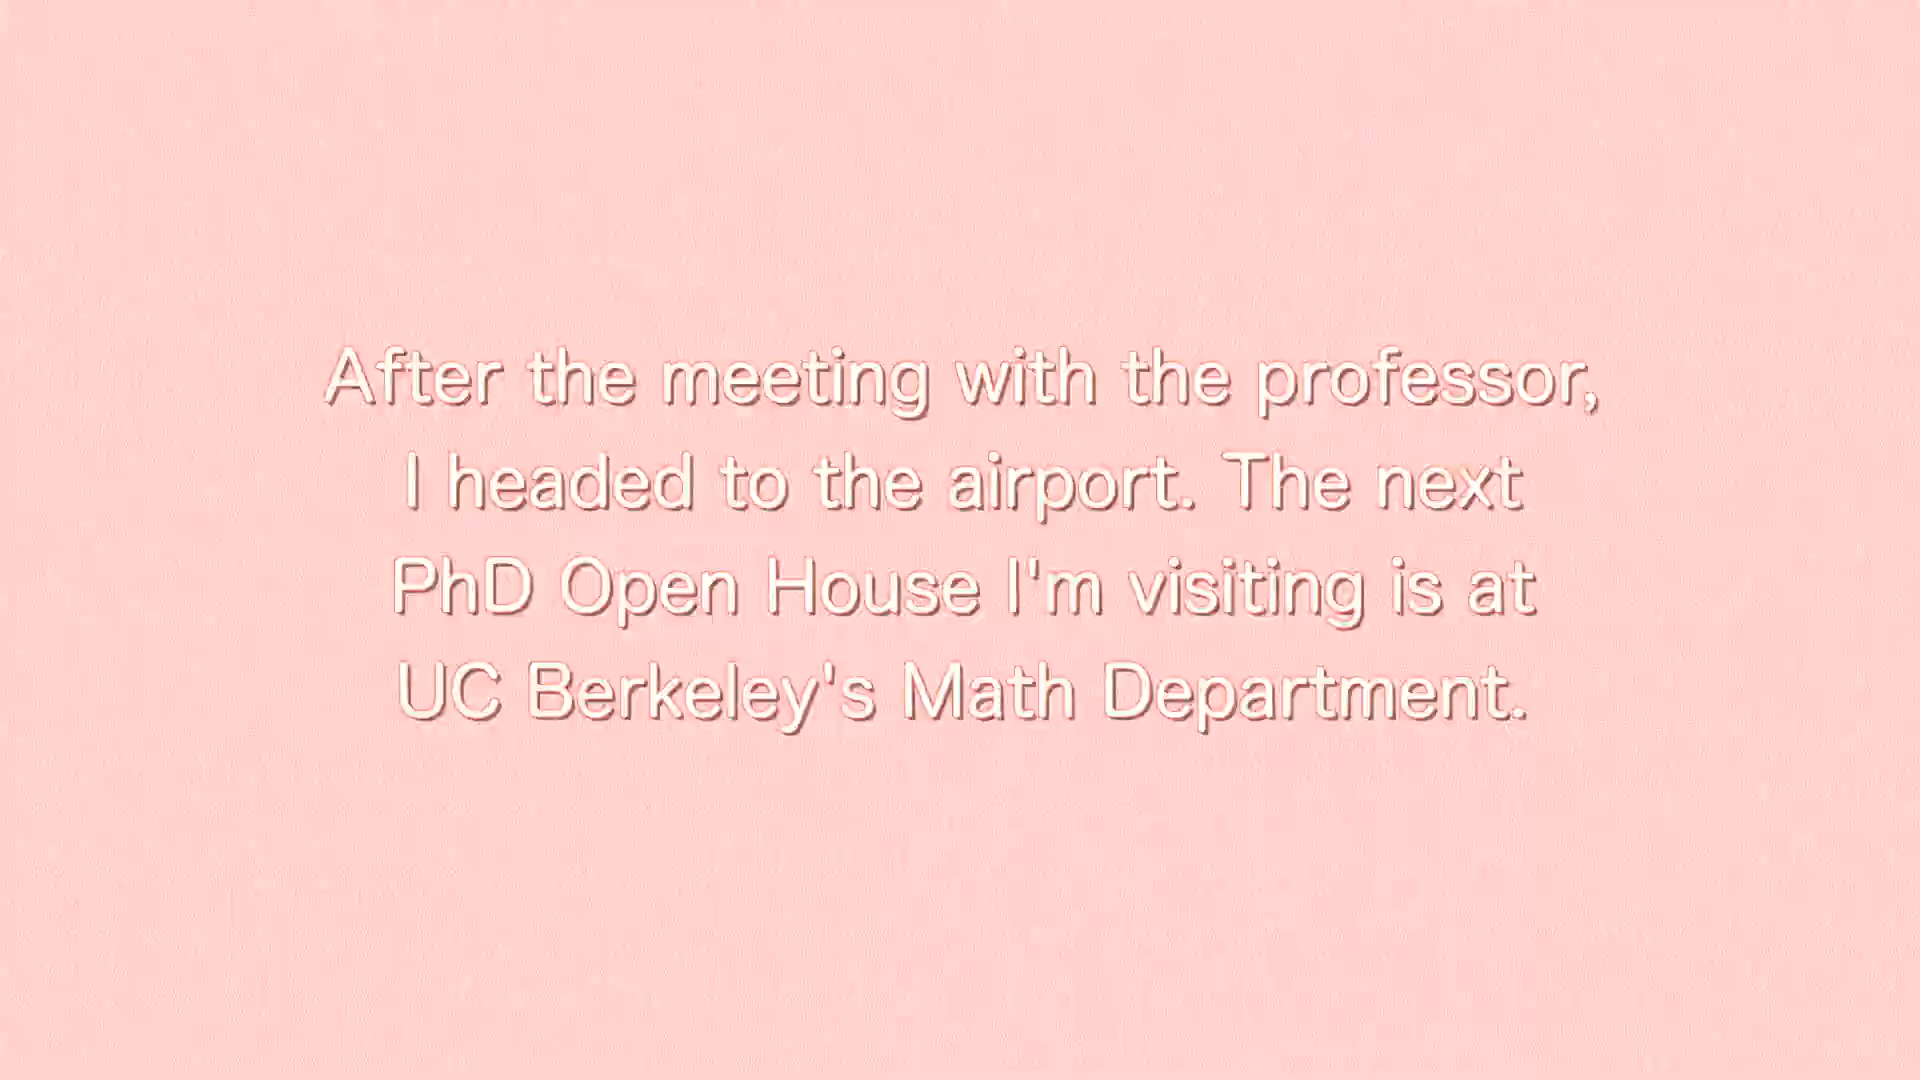 After the meeting with the professor,
I headed to the airport. The next
PhD Open House I'm visiting is at
UC Berkeley's Math Department.